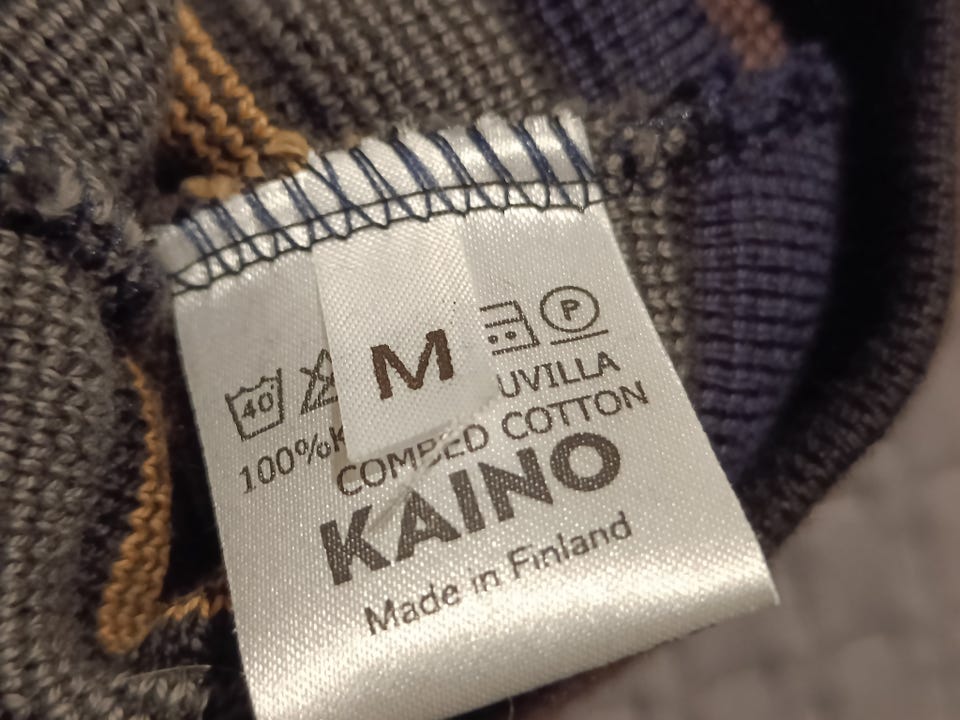 M
40 P
100%K UVILLA
COMBED COTTON
KAINO
Made in Finland